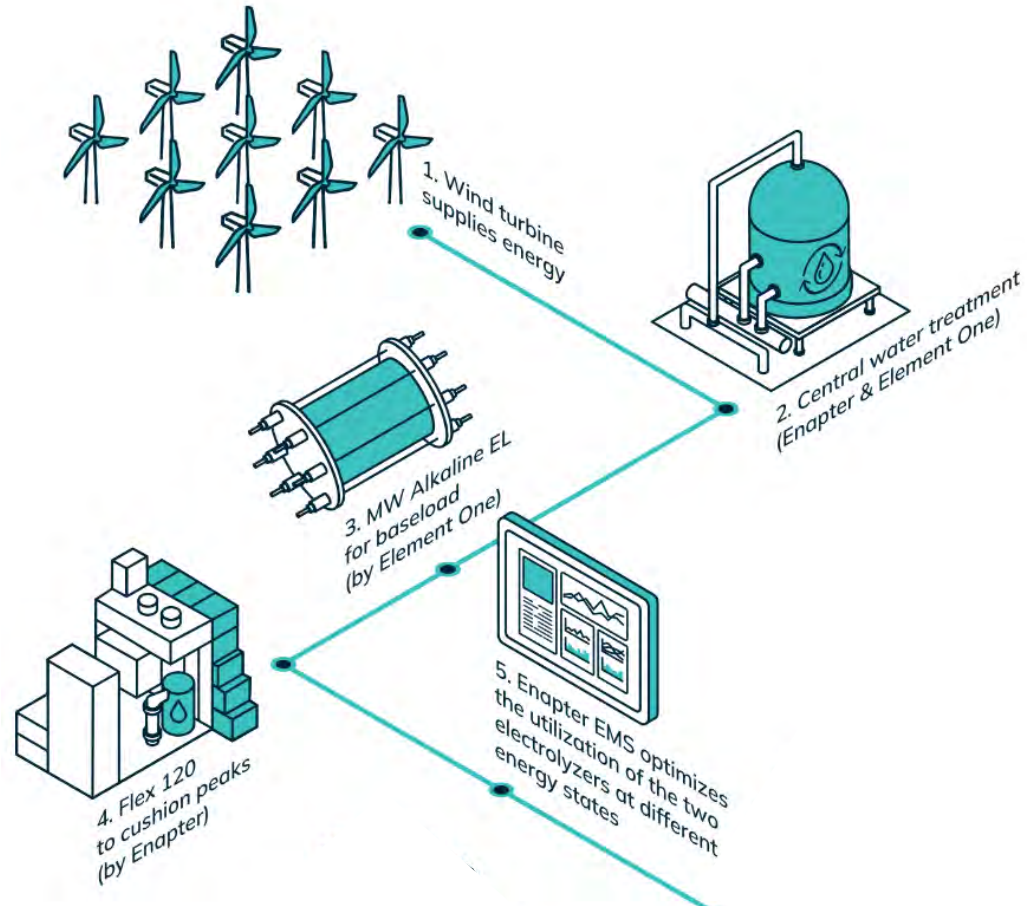 1. Wind turbine
supplies energy
2. Central water treatment
(Enapter & Element One)
3. MW Alkaline EL
for baseload
(by Element One)
4. Flex 120
to cushion peaks
(by Enapter)
5. Enapter EMS optimizes
the utilization of the two
electrolyzers at different
energy states